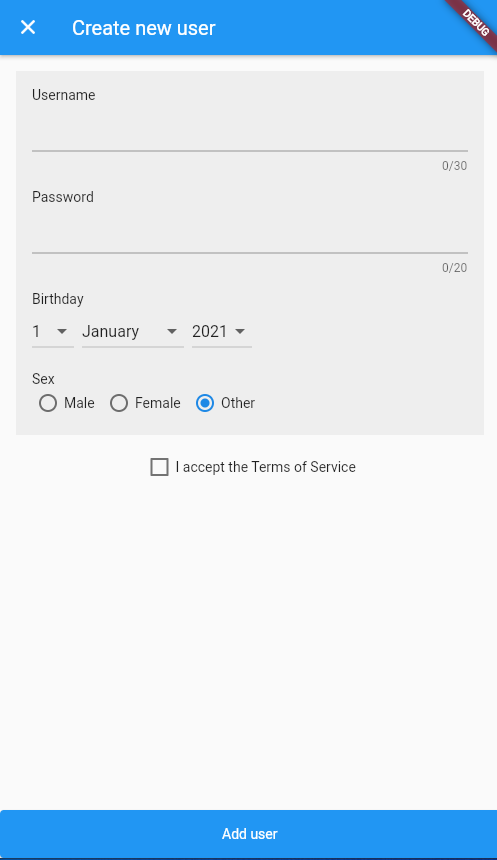 Create new user
DEBUG
Username
0/30
Password
0/20
Birthday
1 January 2021
Sex
Male Female Other
I accept the Terms of Service
Add user